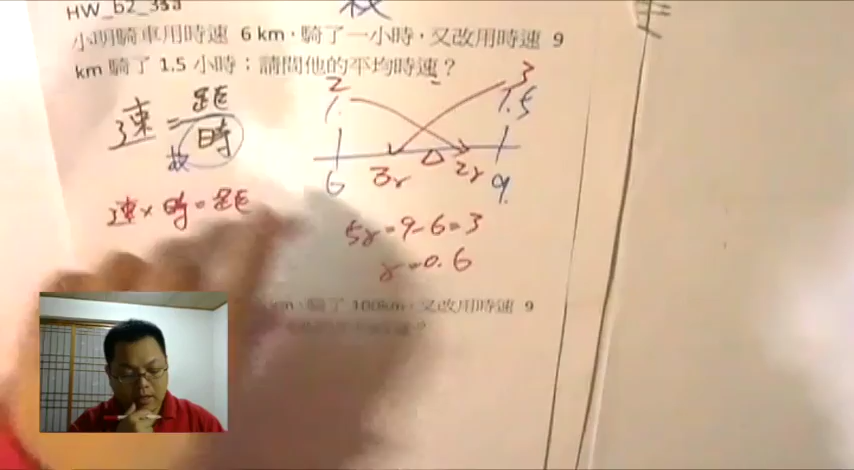 HW_b2_33a
小明騎車用時速 6 km，騎了一小時，又改用時速 9
km 騎了 1.5 小時；請問他的平均時速？
速 = 距
時
速 × 時 = 距
2
3
1.5
6
3r
2r
9
5r = 9 - 6 = 3
r = 0.6
km，騎了 100km，又改用時速 9